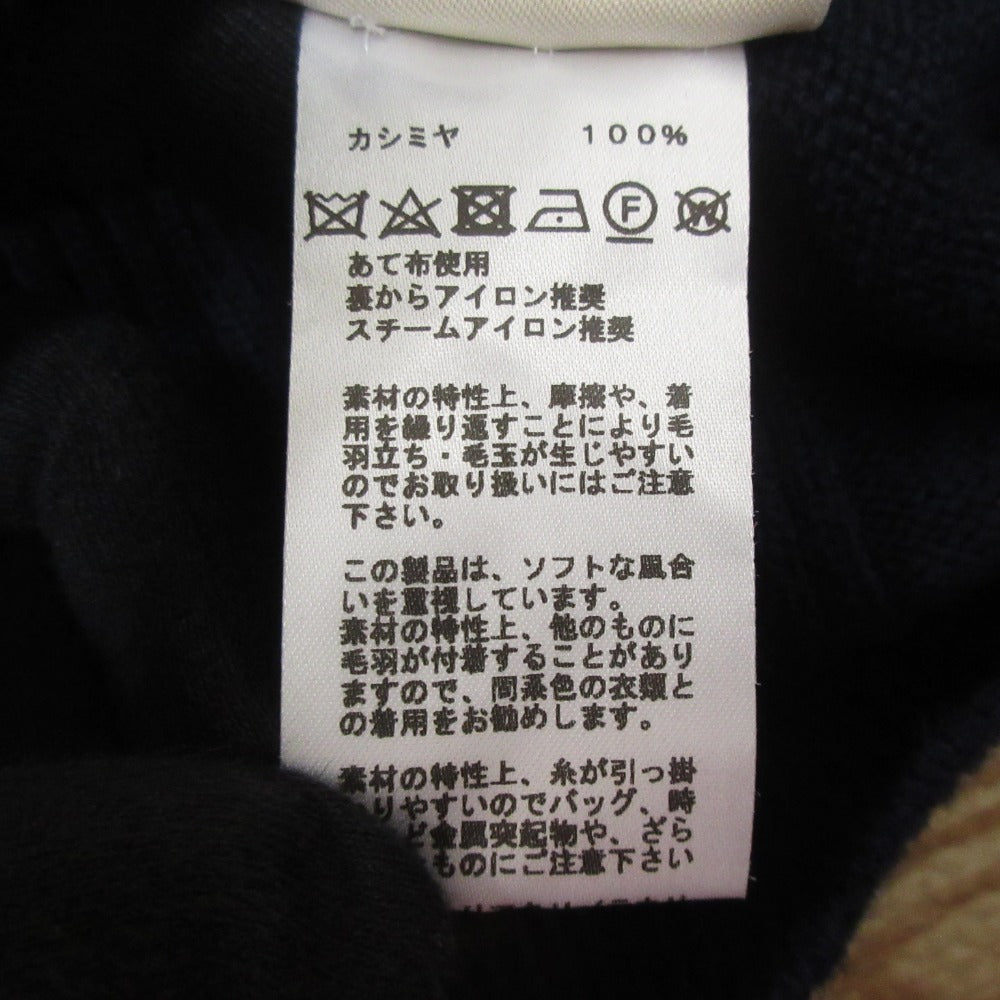 カシミヤ 100%
F
W
あて布使用
裏からアイロン推奨
スチームアイロン推奨
素材の特性上、摩擦や、着
用を繰り返すことにより毛
羽立ち・毛玉が生じやすい
のでお取り扱いにはご注意
下さい。
この製品は、ソフトな風合
いを重視しています。
素材の特性上、他のものに
毛羽が付着することがあり
ますので、同系色の衣類と
の着用をお勧めします。
素材の特性上、糸が引っ掛
りやすいのでバッグ、時
ど金属突起物や、ざら
ものにご注意下さい